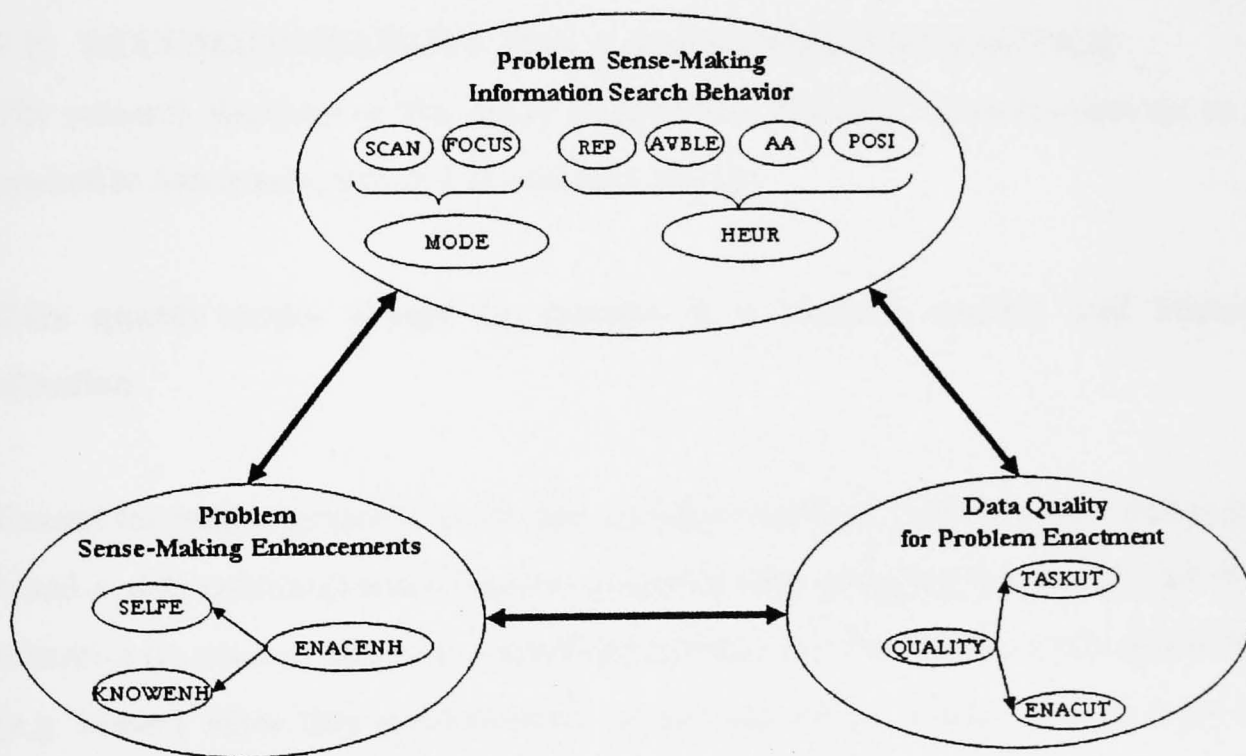 Problem Sense-Making
Information Search Behavior
SCAN FOCUS REP AVBLE AA POSI
MODE HEUR
Problem
Sense-Making Enhancements
SELFE
ENACENH
KNOWENH
Data Quality
for Problem Enactment
TASKUT
QUALITY
ENACUT